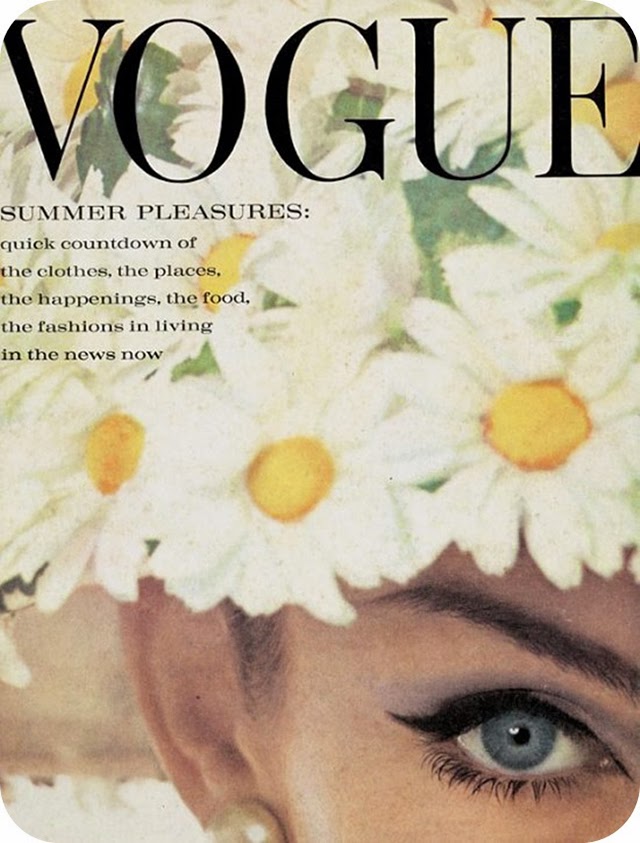 VOGUE
SUMMER PLEASURES:
quick countdown of
the clothes, the places,
the happenings, the food,
the fashions in living
in the news now